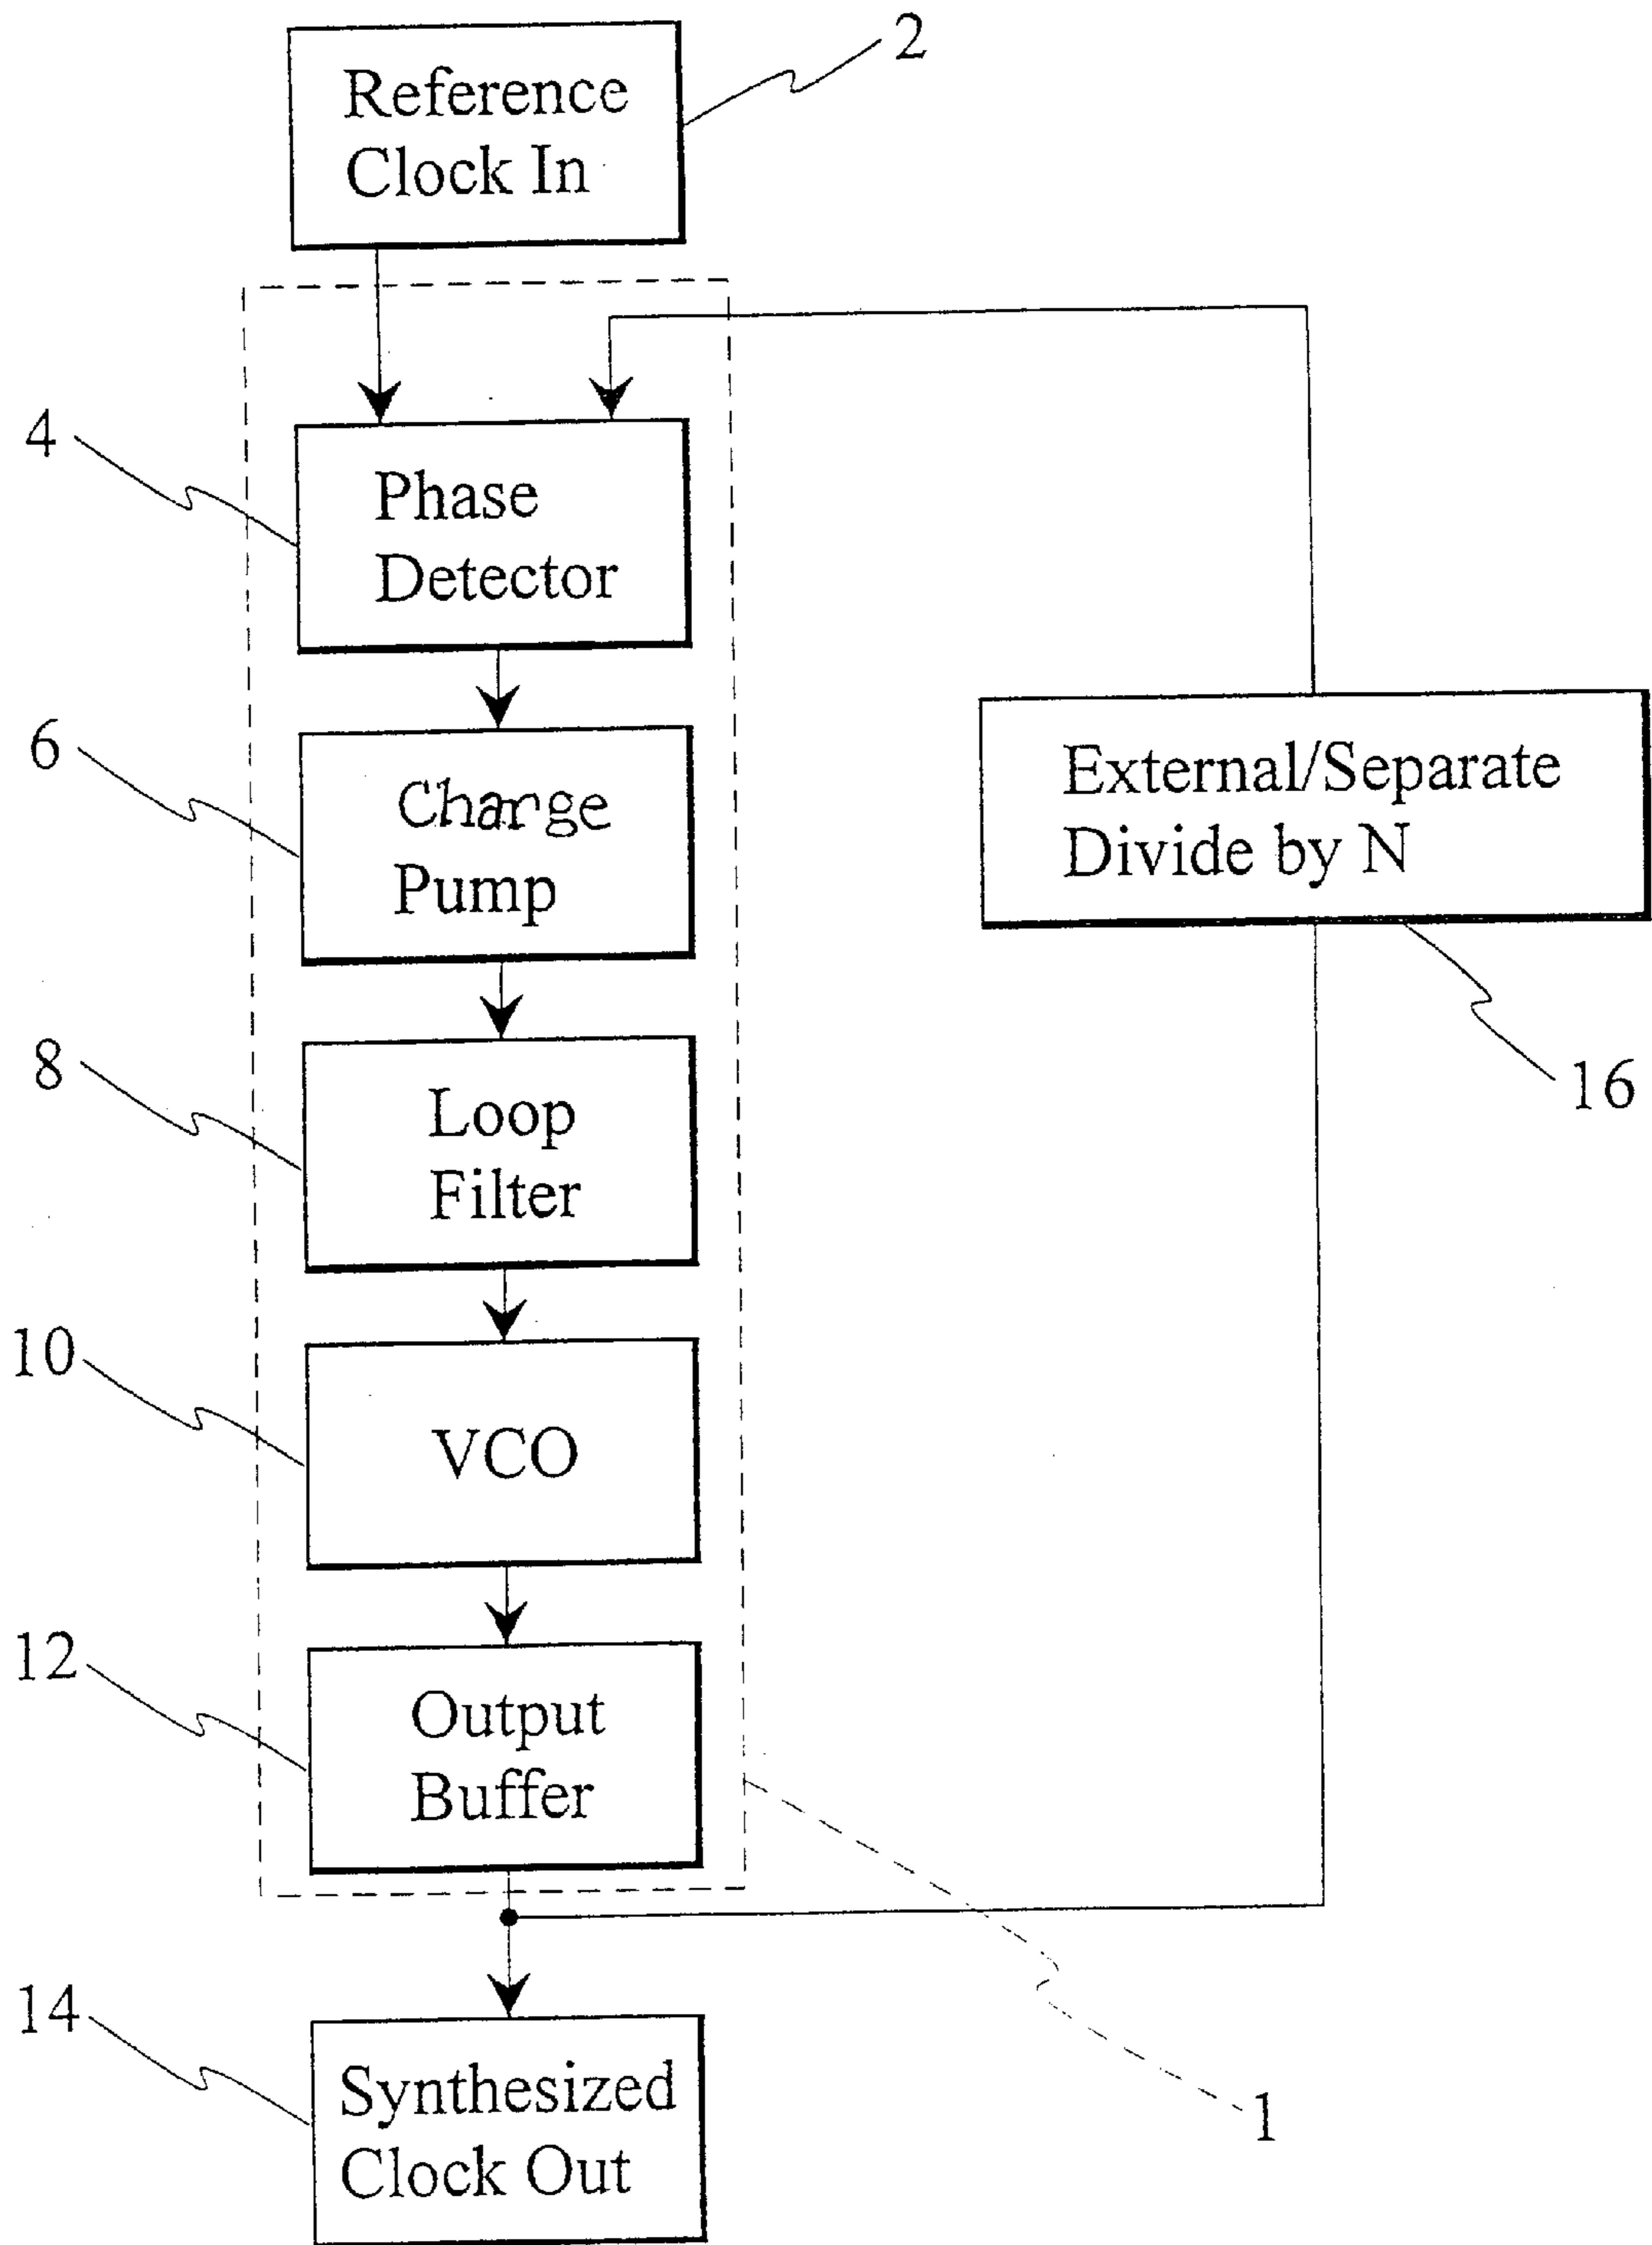 Reference
Clock In
2
4
Phase
Detector
6
Charge
Pump
External/Separate
Divide by N
16
8
Loop
Filter
10
VCO
12
Output
Buffer
14
Synthesized
Clock Out
1